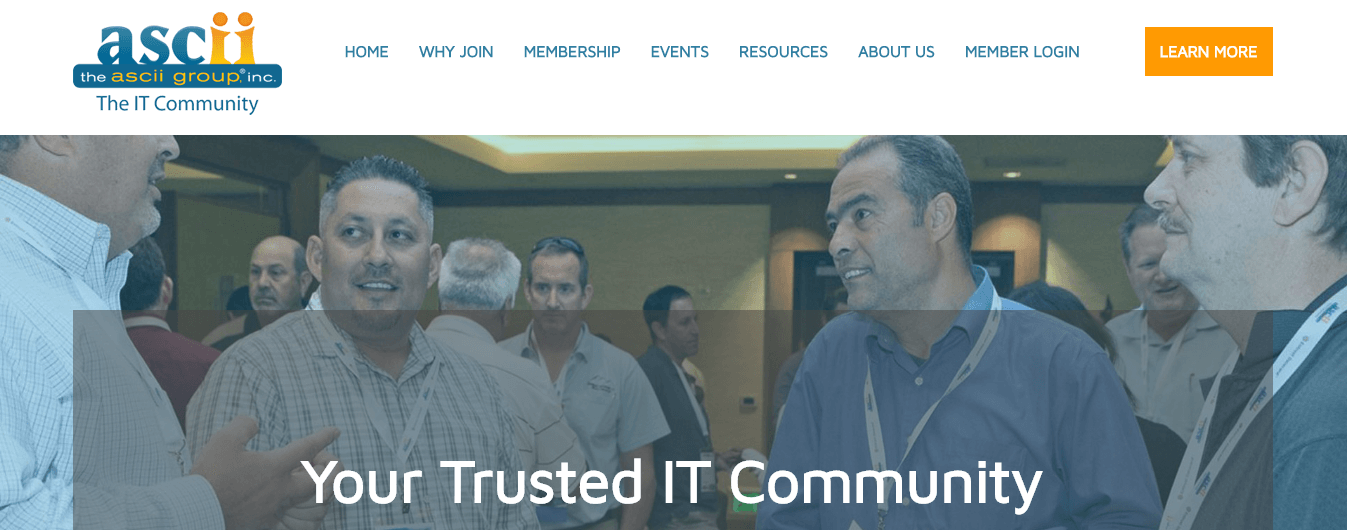 ascii
the ascii group, inc.®
The IT Community
HOME
WHY JOIN
MEMBERSHIP
EVENTS
RESOURCES
ABOUT US
MEMBER LOGIN
LEARN MORE
Your Trusted IT Community